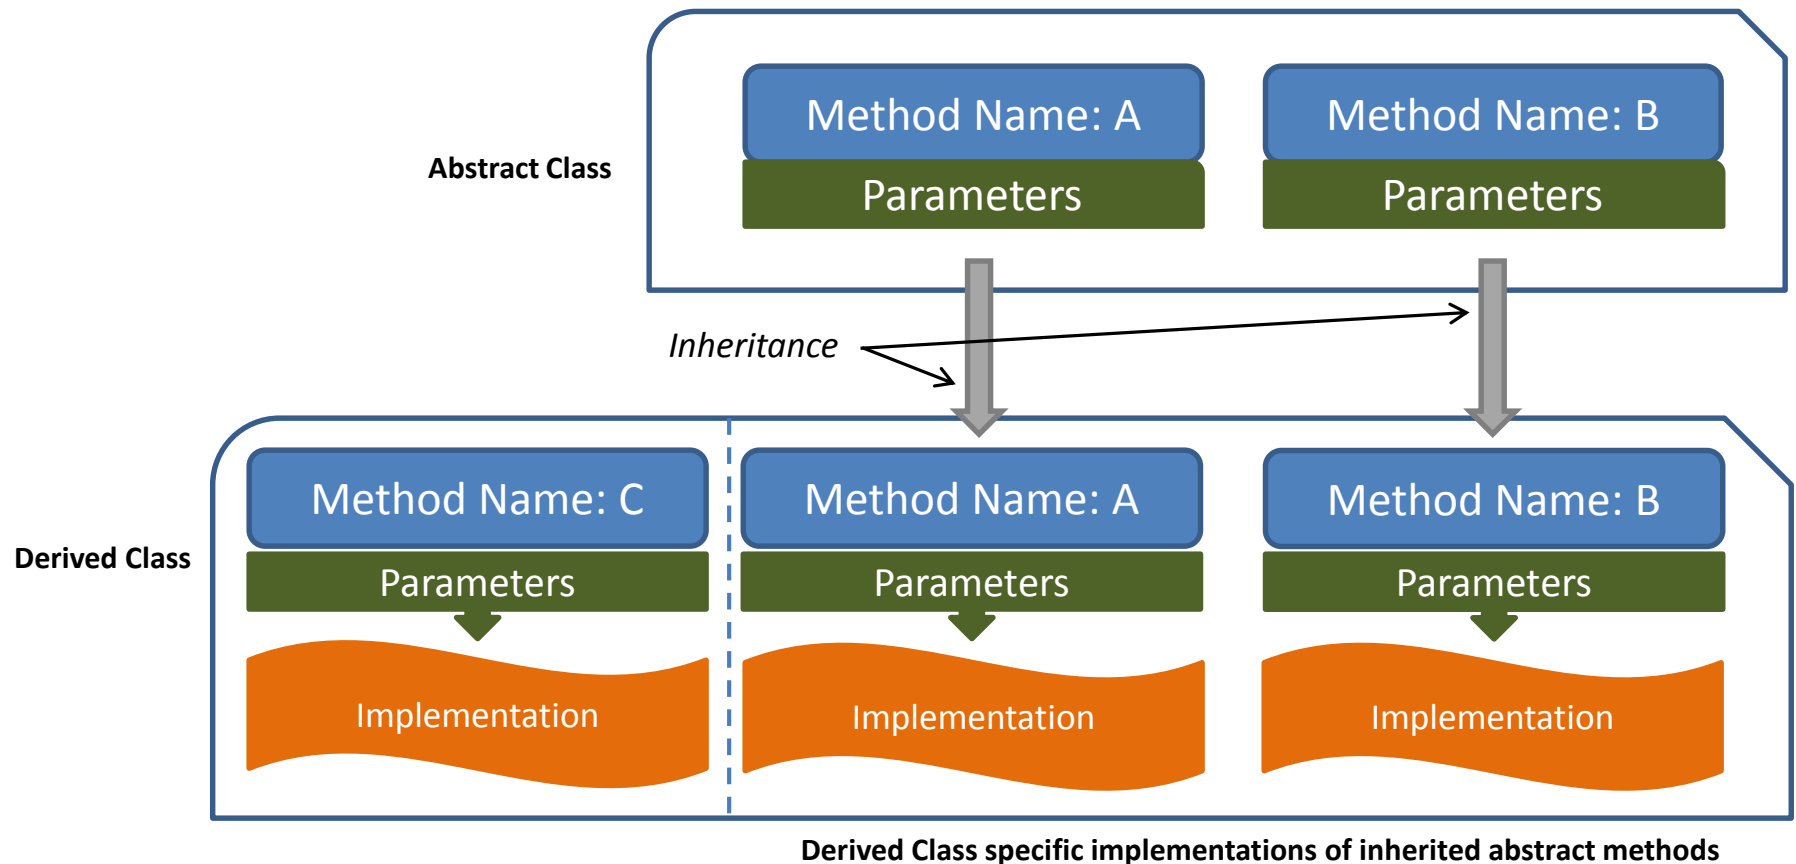 Method Name: A
Method Name: B
Abstract Class
Parameters
Parameters
Inheritance
Method Name: C
Method Name: A
Method Name: B
Derived Class
Parameters
Parameters
Parameters
Implementation
Implementation
Implementation
Derived Class specific implementations of inherited abstract methods